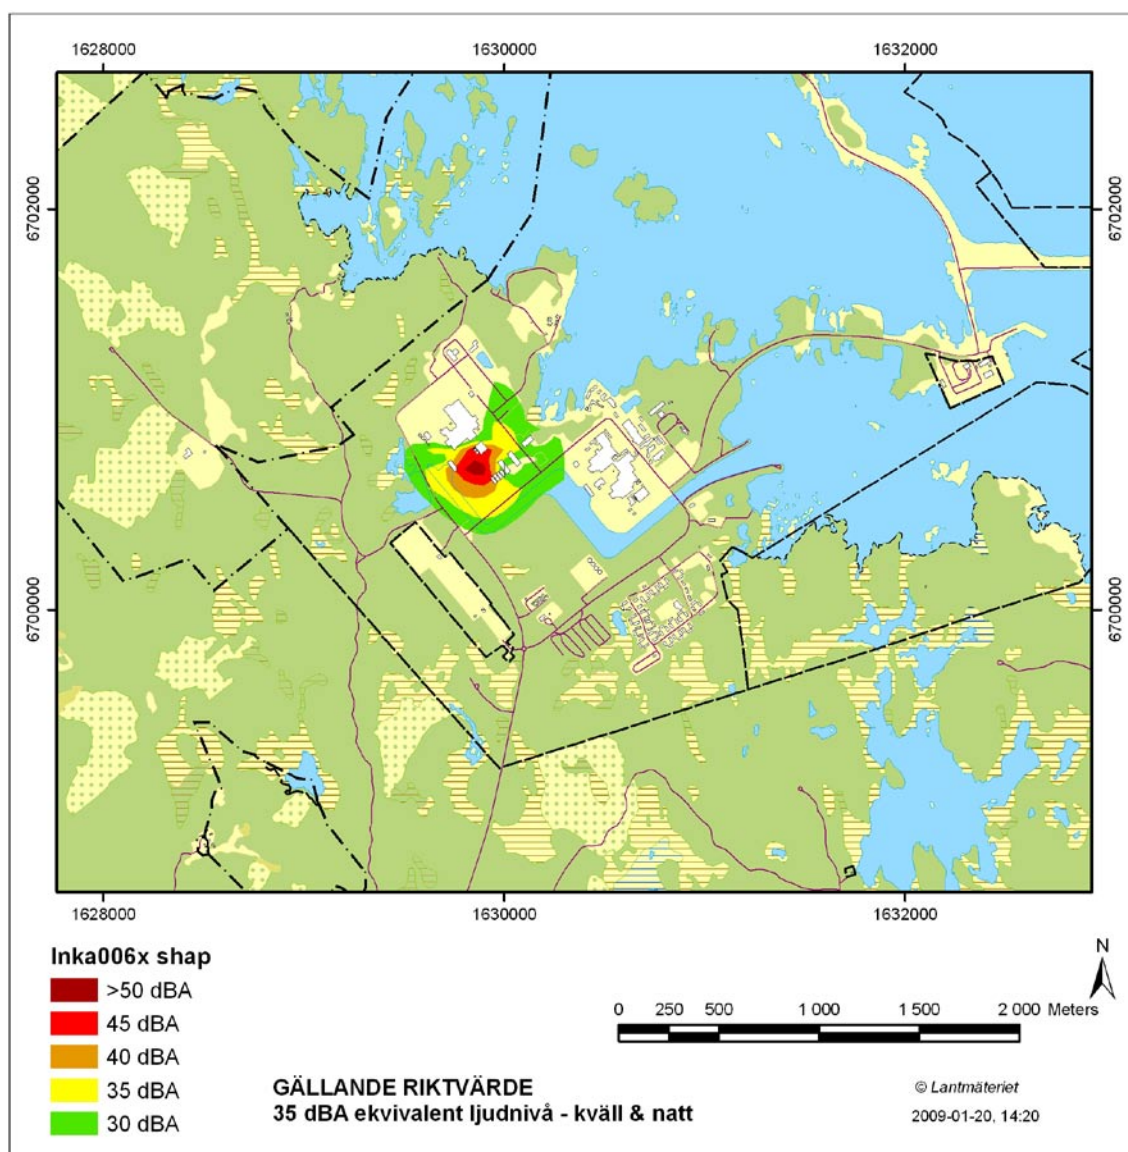 1628000 1630000 1632000
6702000 6702000
6700000 6700000
1628000 1630000 1632000
Inka006x shap
>50 dBA
45 dBA
40 dBA
35 dBA
30 dBA
GÄLLANDE RIKTVÄRDE
35 dBA ekvivalent ljudnivå - kväll & natt
N
0 250 500 1 000 1 500 2 000 Meters
© Lantmäteriet
2009-01-20, 14:20